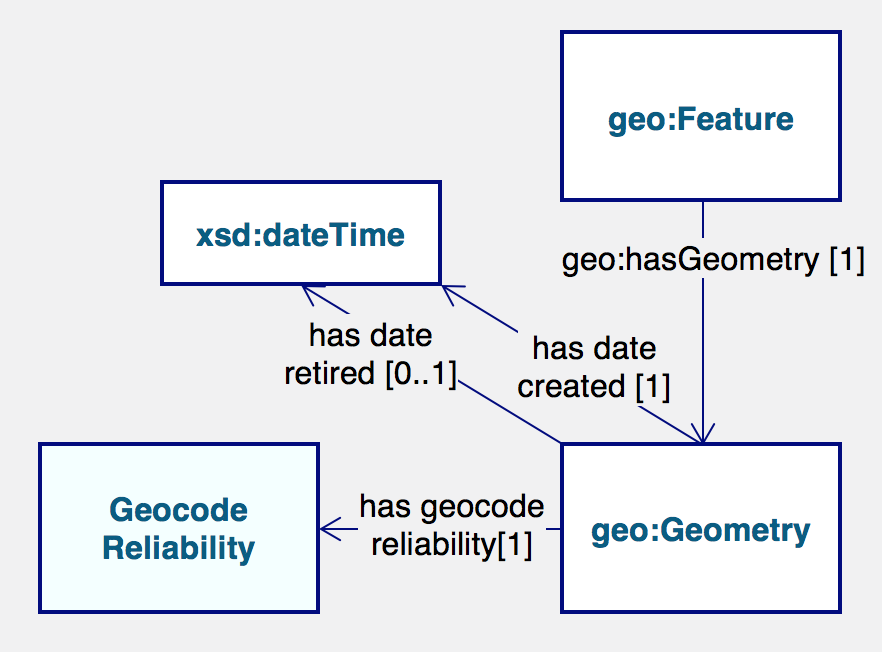 geo:Feature
xsd:dateTime
geo:hasGeometry [1]
has date
retired [0..1]
has date
created [1]
Geocode
Reliability
has geocode
reliability[1]
geo:Geometry